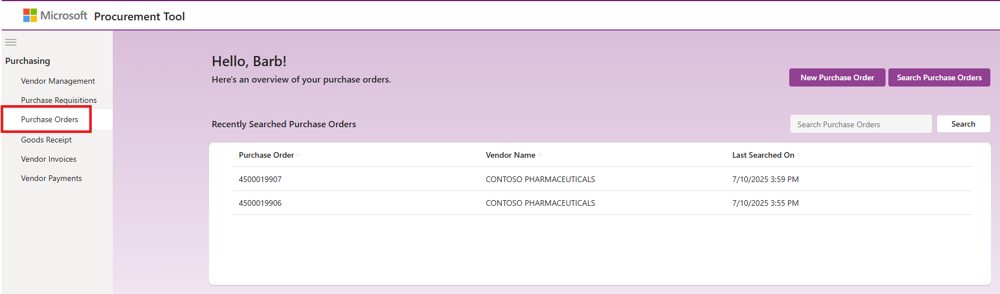 Microsoft Procurement Tool
Purchasing
Vendor Management
Purchase Requisitions
Purchase Orders
Goods Receipt
Vendor Invoices
Vendor Payments
Hello, Barb!
Here's an overview of your purchase orders.
New Purchase Order
Search Purchase Orders
Recently Searched Purchase Orders
Search Purchase Orders
Search
Purchase Order Vendor Name Last Searched On
4500019907 CONTOSO PHARMACEUTICALS 7/10/2025 3:59 PM
4500019906 CONTOSO PHARMACEUTICALS 7/10/2025 3:55 PM